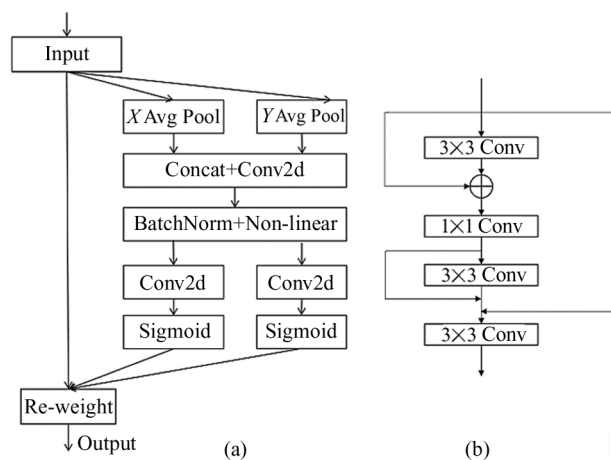 Input
X Avg Pool
Y Avg Pool
Concat+Conv2d
BatchNorm+Non-linear
Conv2d
Conv2d
Sigmoid
Sigmoid
Re-weight
Output
(a)
3×3 Conv
1×1 Conv
3×3 Conv
3×3 Conv
(b)